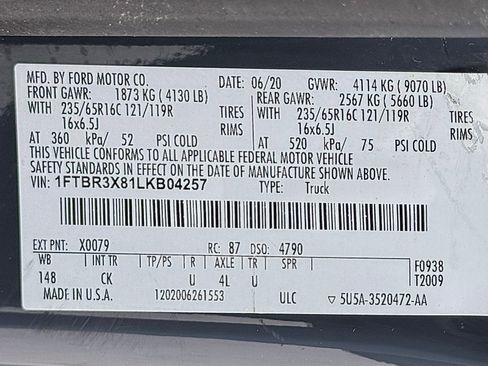 MFD. BY FORD MOTOR CO. DATE: 06/20 GVWR: 4114 KG ( 9070 LB)
FRONT GAWR: 1873 KG ( 4130 LB) REAR GAWR: 2567 KG ( 5660 LB)
WITH 235/65R16C 121/119R TIRES WITH 235/65R16C 121/119R TIRES
16x6.5J RIMS 16x6.5J RIMS
AT 360 kPa/ 52 PSI COLD AT 520 kPa/ 75 PSI COLD
THIS VEHICLE CONFORMS TO ALL APPLICABLE FEDERAL MOTOR VEHICLE
SAFETY STANDARDS IN EFFECT ON THE DATE OF MANUFACTURE SHOWN ABOVE.
VIN: 1FTBR3X81LKB04257 TYPE: Truck
EXT PNT: X0079 RC: 87 DSO: 4790
WB INT TR TP/PS R AXLE TR SPR F0938
148 CK U 4L U T2009
MADE IN U.S.A. 1202006261553 ULC ▽ 5U5A-3520472-AA